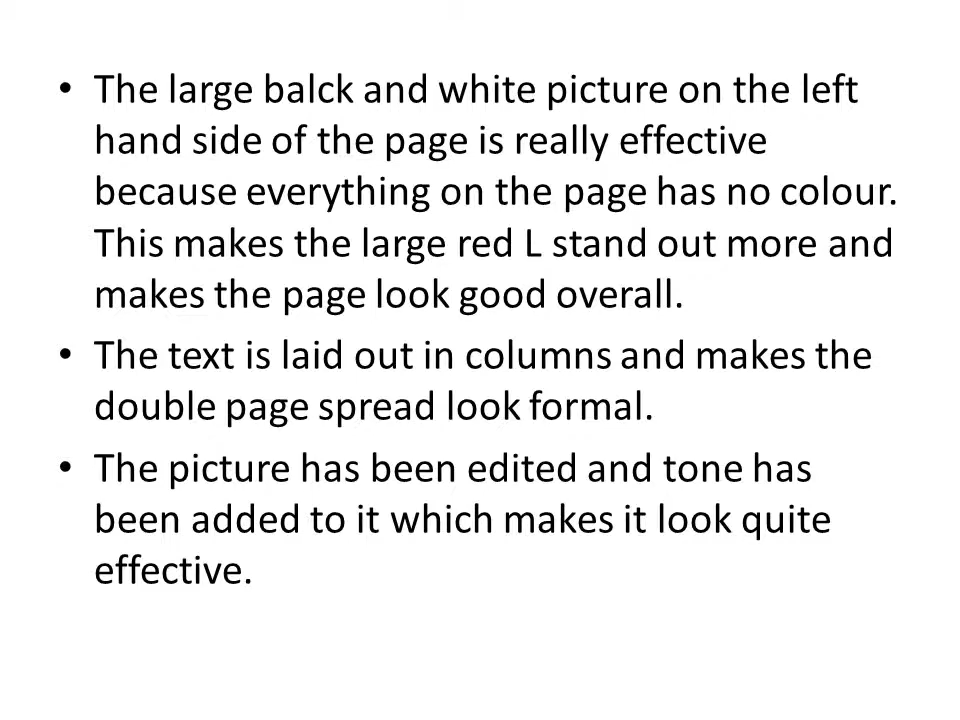 • The large balck and white picture on the left
hand side of the page is really effective
because everything on the page has no colour.
This makes the large red L stand out more and
makes the page look good overall.
• The text is laid out in columns and makes the
double page spread look formal.
• The picture has been edited and tone has
been added to it which makes it look quite
effective.